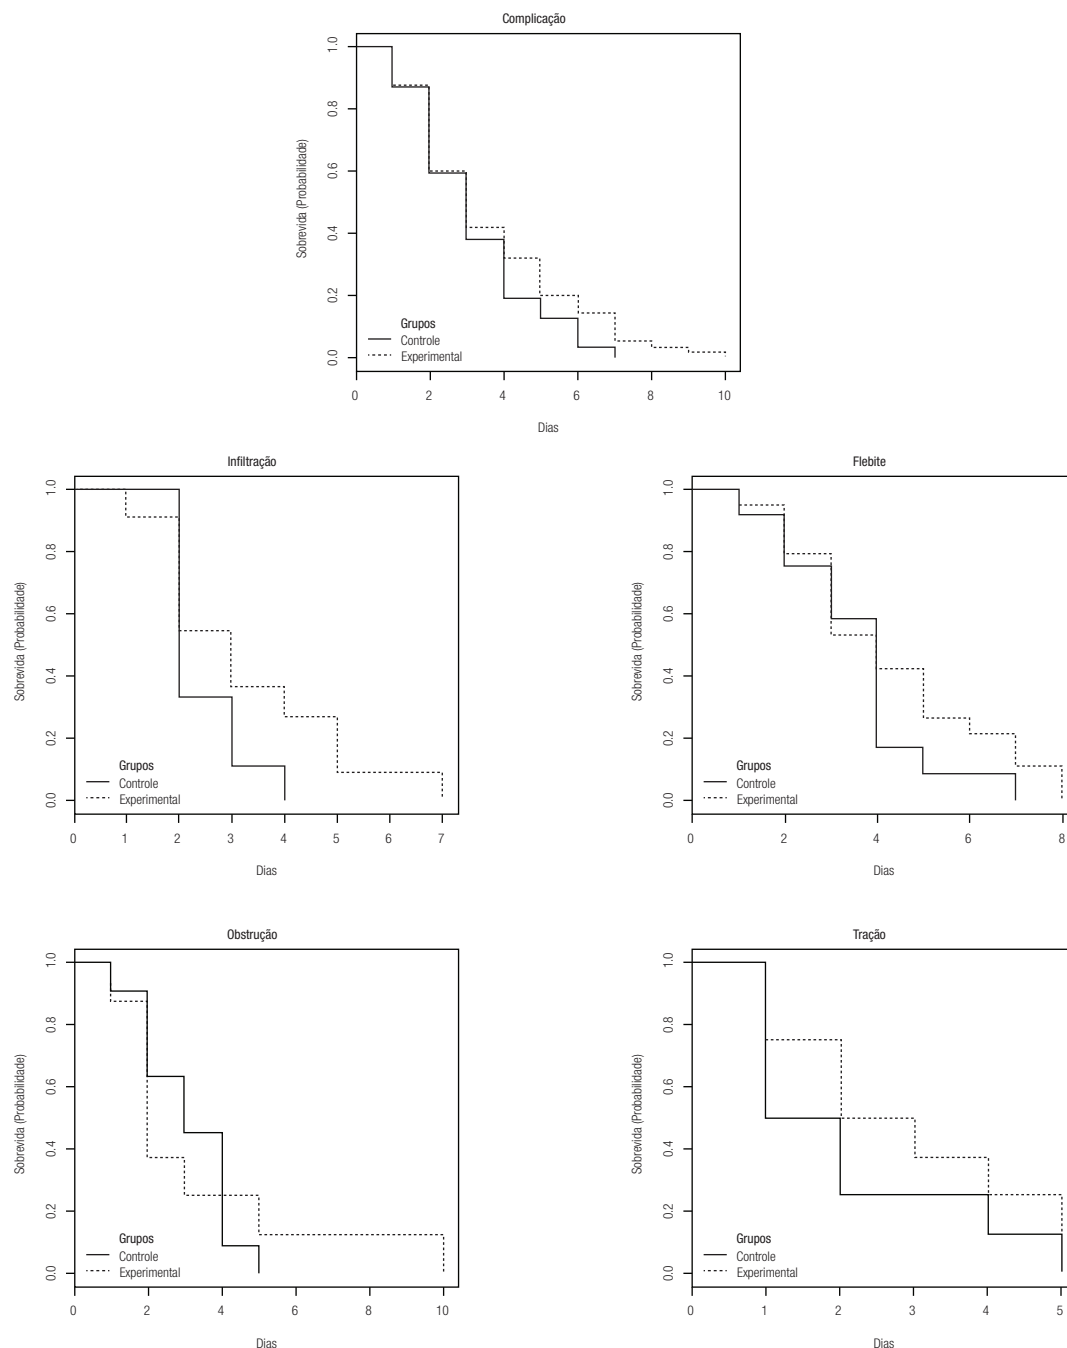 Complicação
Sobrevida (Probabilidade)
1.0
0.8
0.6
0.4
0.2
0.0
Grupos
Controle
Experimental
0 2 4 6 8 10
Dias
Infiltração
Sobrevida (Probabilidade)
1.0
0.8
0.6
0.4
0.2
0.0
Grupos
Controle
Experimental
0 1 2 3 4 5 6 7
Dias
Flebite
Sobrevida (Probabilidade)
1.0
0.8
0.6
0.4
0.2
0.0
Grupos
Controle
Experimental
0 2 4 6 8
Dias
Obstrução
Sobrevida (Probabilidade)
1.0
0.8
0.6
0.4
0.2
0.0
Grupos
Controle
Experimental
0 2 4 6 8 10
Dias
Tração
Sobrevida (Probabilidade)
1.0
0.8
0.6
0.4
0.2
0.0
Grupos
Controle
Experimental
0 1 2 3 4 5
Dias